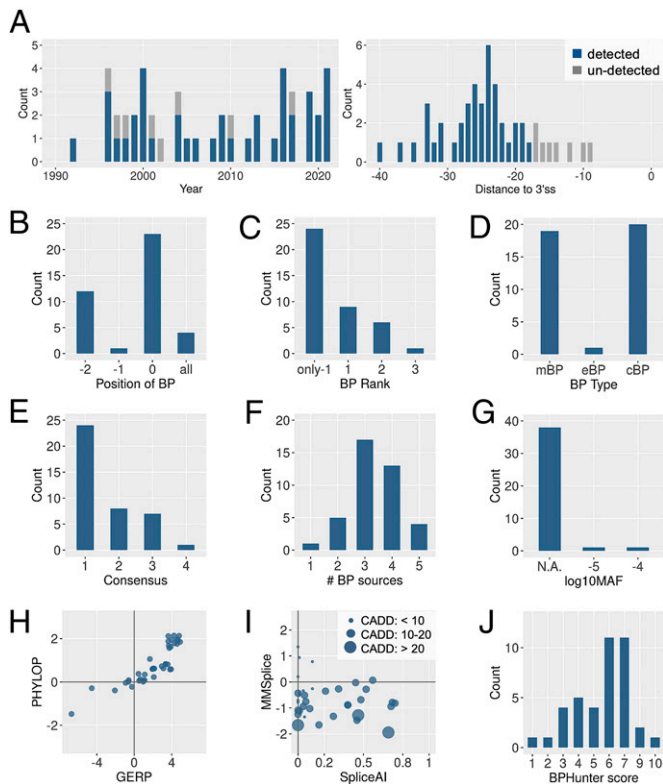 A
Count
5
4
3
2
1
0
1990
2000
2010
2020
Year
6
4
2
0
-40
-30
-20
-10
0
Distance to 3'ss
detected
un-detected
B
Count
25
20
15
10
5
0
-2
-1
0
all
Position of BP
C
Count
25
20
15
10
5
0
only-1
1
2
3
BP Rank
D
Count
20
15
10
5
0
mBP
eBP
cBP
BP Type
E
Count
25
20
15
10
5
0
1
2
3
4
Consensus
F
Count
20
15
10
5
0
1
2
3
4
5
# BP sources
G
Count
40
30
20
10
0
N.A.
-5
-4
log10MAF
H
PHYLOP
2
0
-2
-4
0
4
GERP
I
MMSplice
2
1
0
-1
-2
0
0.5
1
SpliceAI
CADD: < 10
CADD: 10-20
CADD: > 20
J
Count
10
5
0
1
2
3
4
5
6
7
9
10
BPHunter score